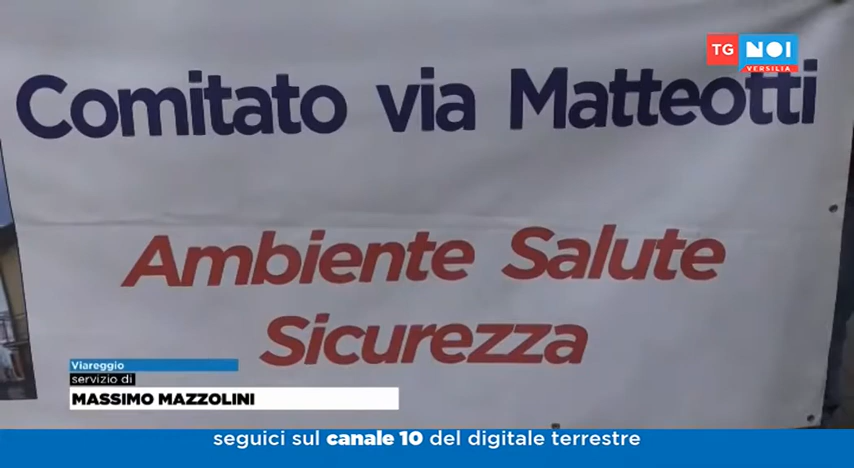 TG NOI
VERSILIA
Comitato via Matteotti
Ambiente Salute
Sicurezza
Viareggio
servizio di
MASSIMO MAZZOLINI
seguici sul canale 10 del digitale terrestre